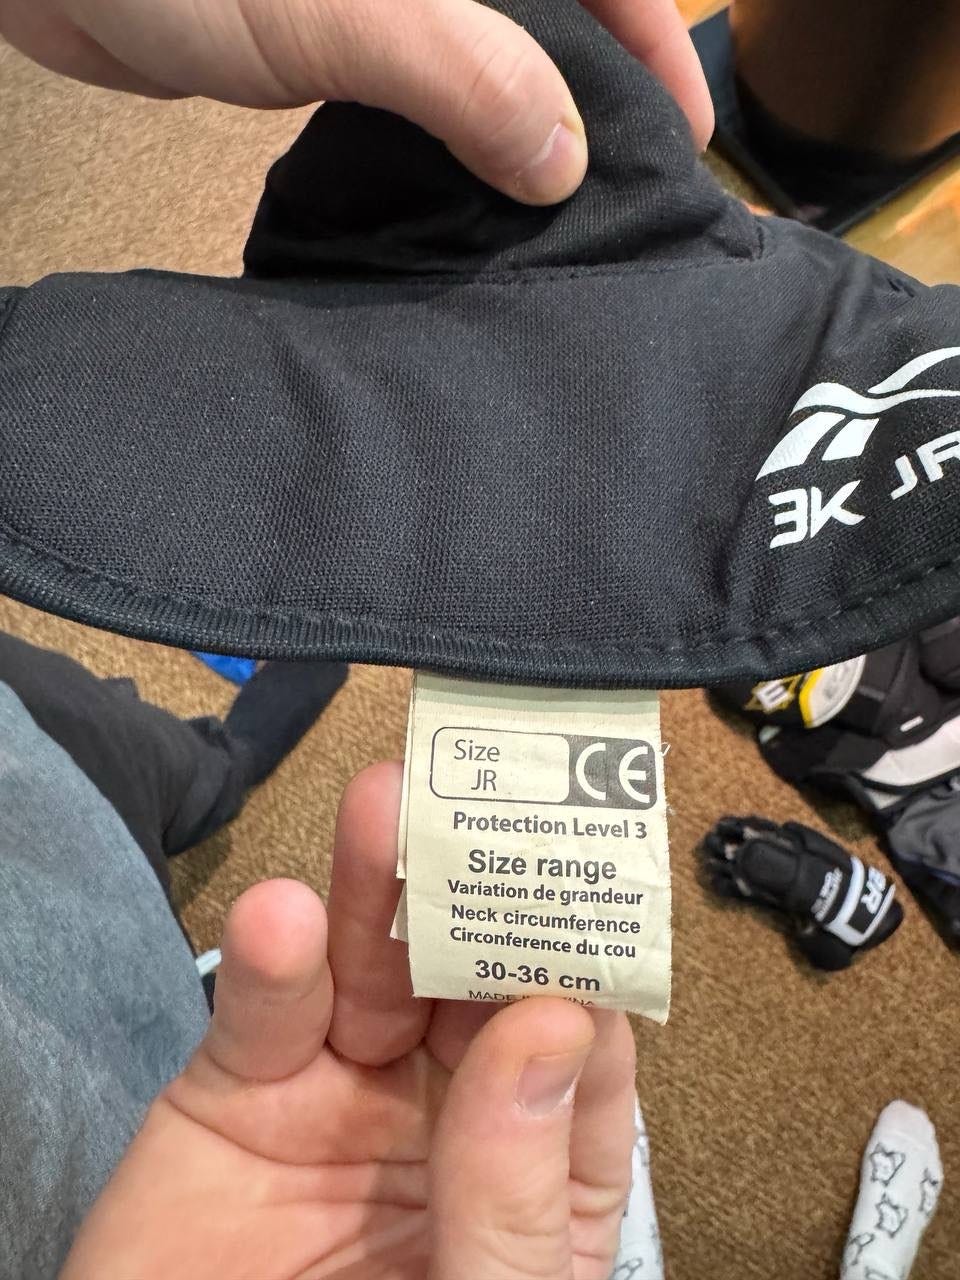 3K JR
Size
JR
CE
Protection Level 3
Size range
Variation de grandeur
Neck circumference
Circonference du cou
30-36 cm
MADE